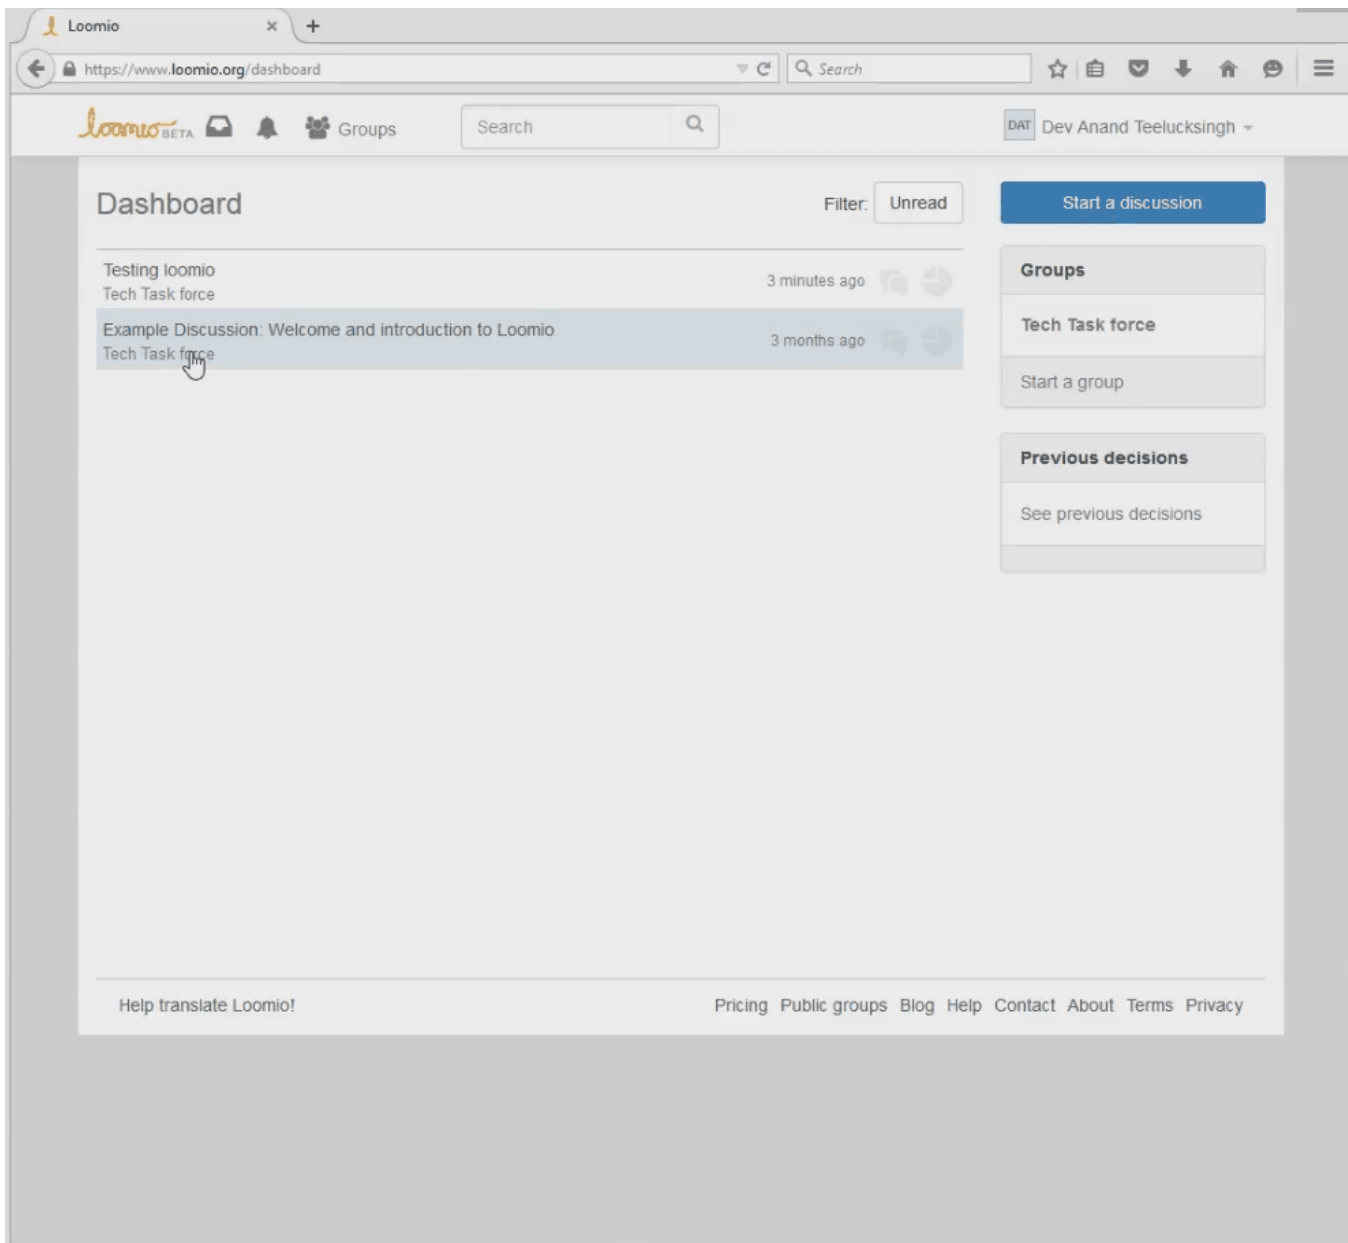 Loomio
https://www.loomio.org/dashboard
Search
loomio BETA
Groups
Search
DAT
Dev Anand Teelucksingh
Dashboard
Filter:
Unread
Start a discussion
Testing loomio
Tech Task force
3 minutes ago
Example Discussion: Welcome and introduction to Loomio
Tech Task force
3 months ago
Groups
Tech Task force
Start a group
Previous decisions
See previous decisions
Help translate Loomio!
Pricing Public groups Blog Help Contact About Terms Privacy